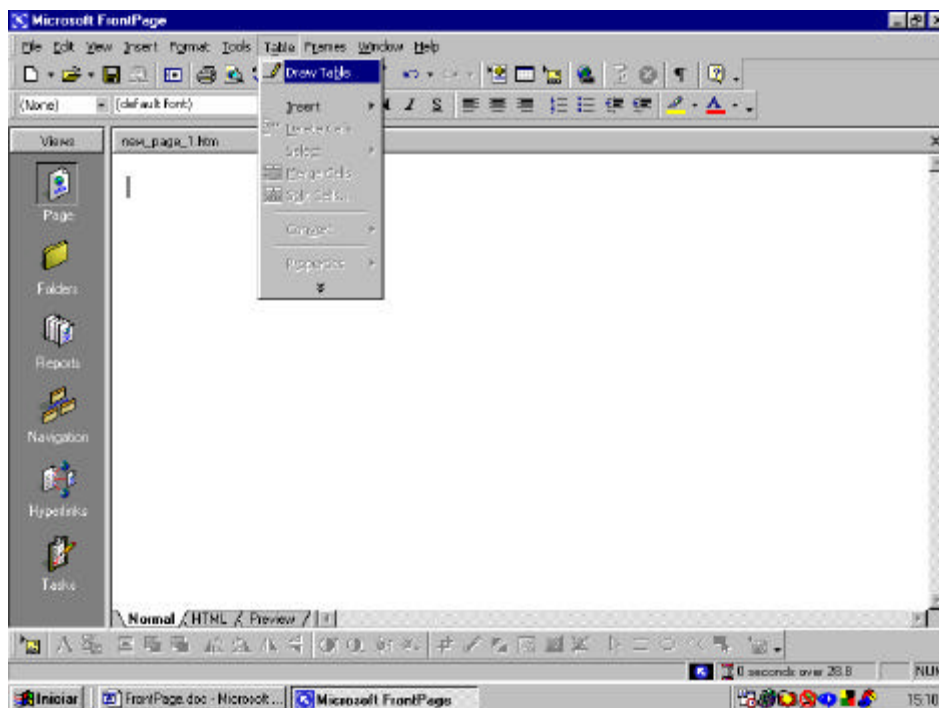 Microsoft FrontPage
File Edit View Insert Format Tools Table Frames Window Help
Draw Table
(None) (default font)
Insert
Views new_page_1.htm
Select
Merge Cells
Split Cells...
Page
Convert
Properties
Folders
Reports
Navigation
Hyperlinks
Tasks
Normal HTML Preview
0 seconds over 28.8 NUM
Iniciar FrontPage.doc - Microsoft ... Microsoft FrontPage 15:10